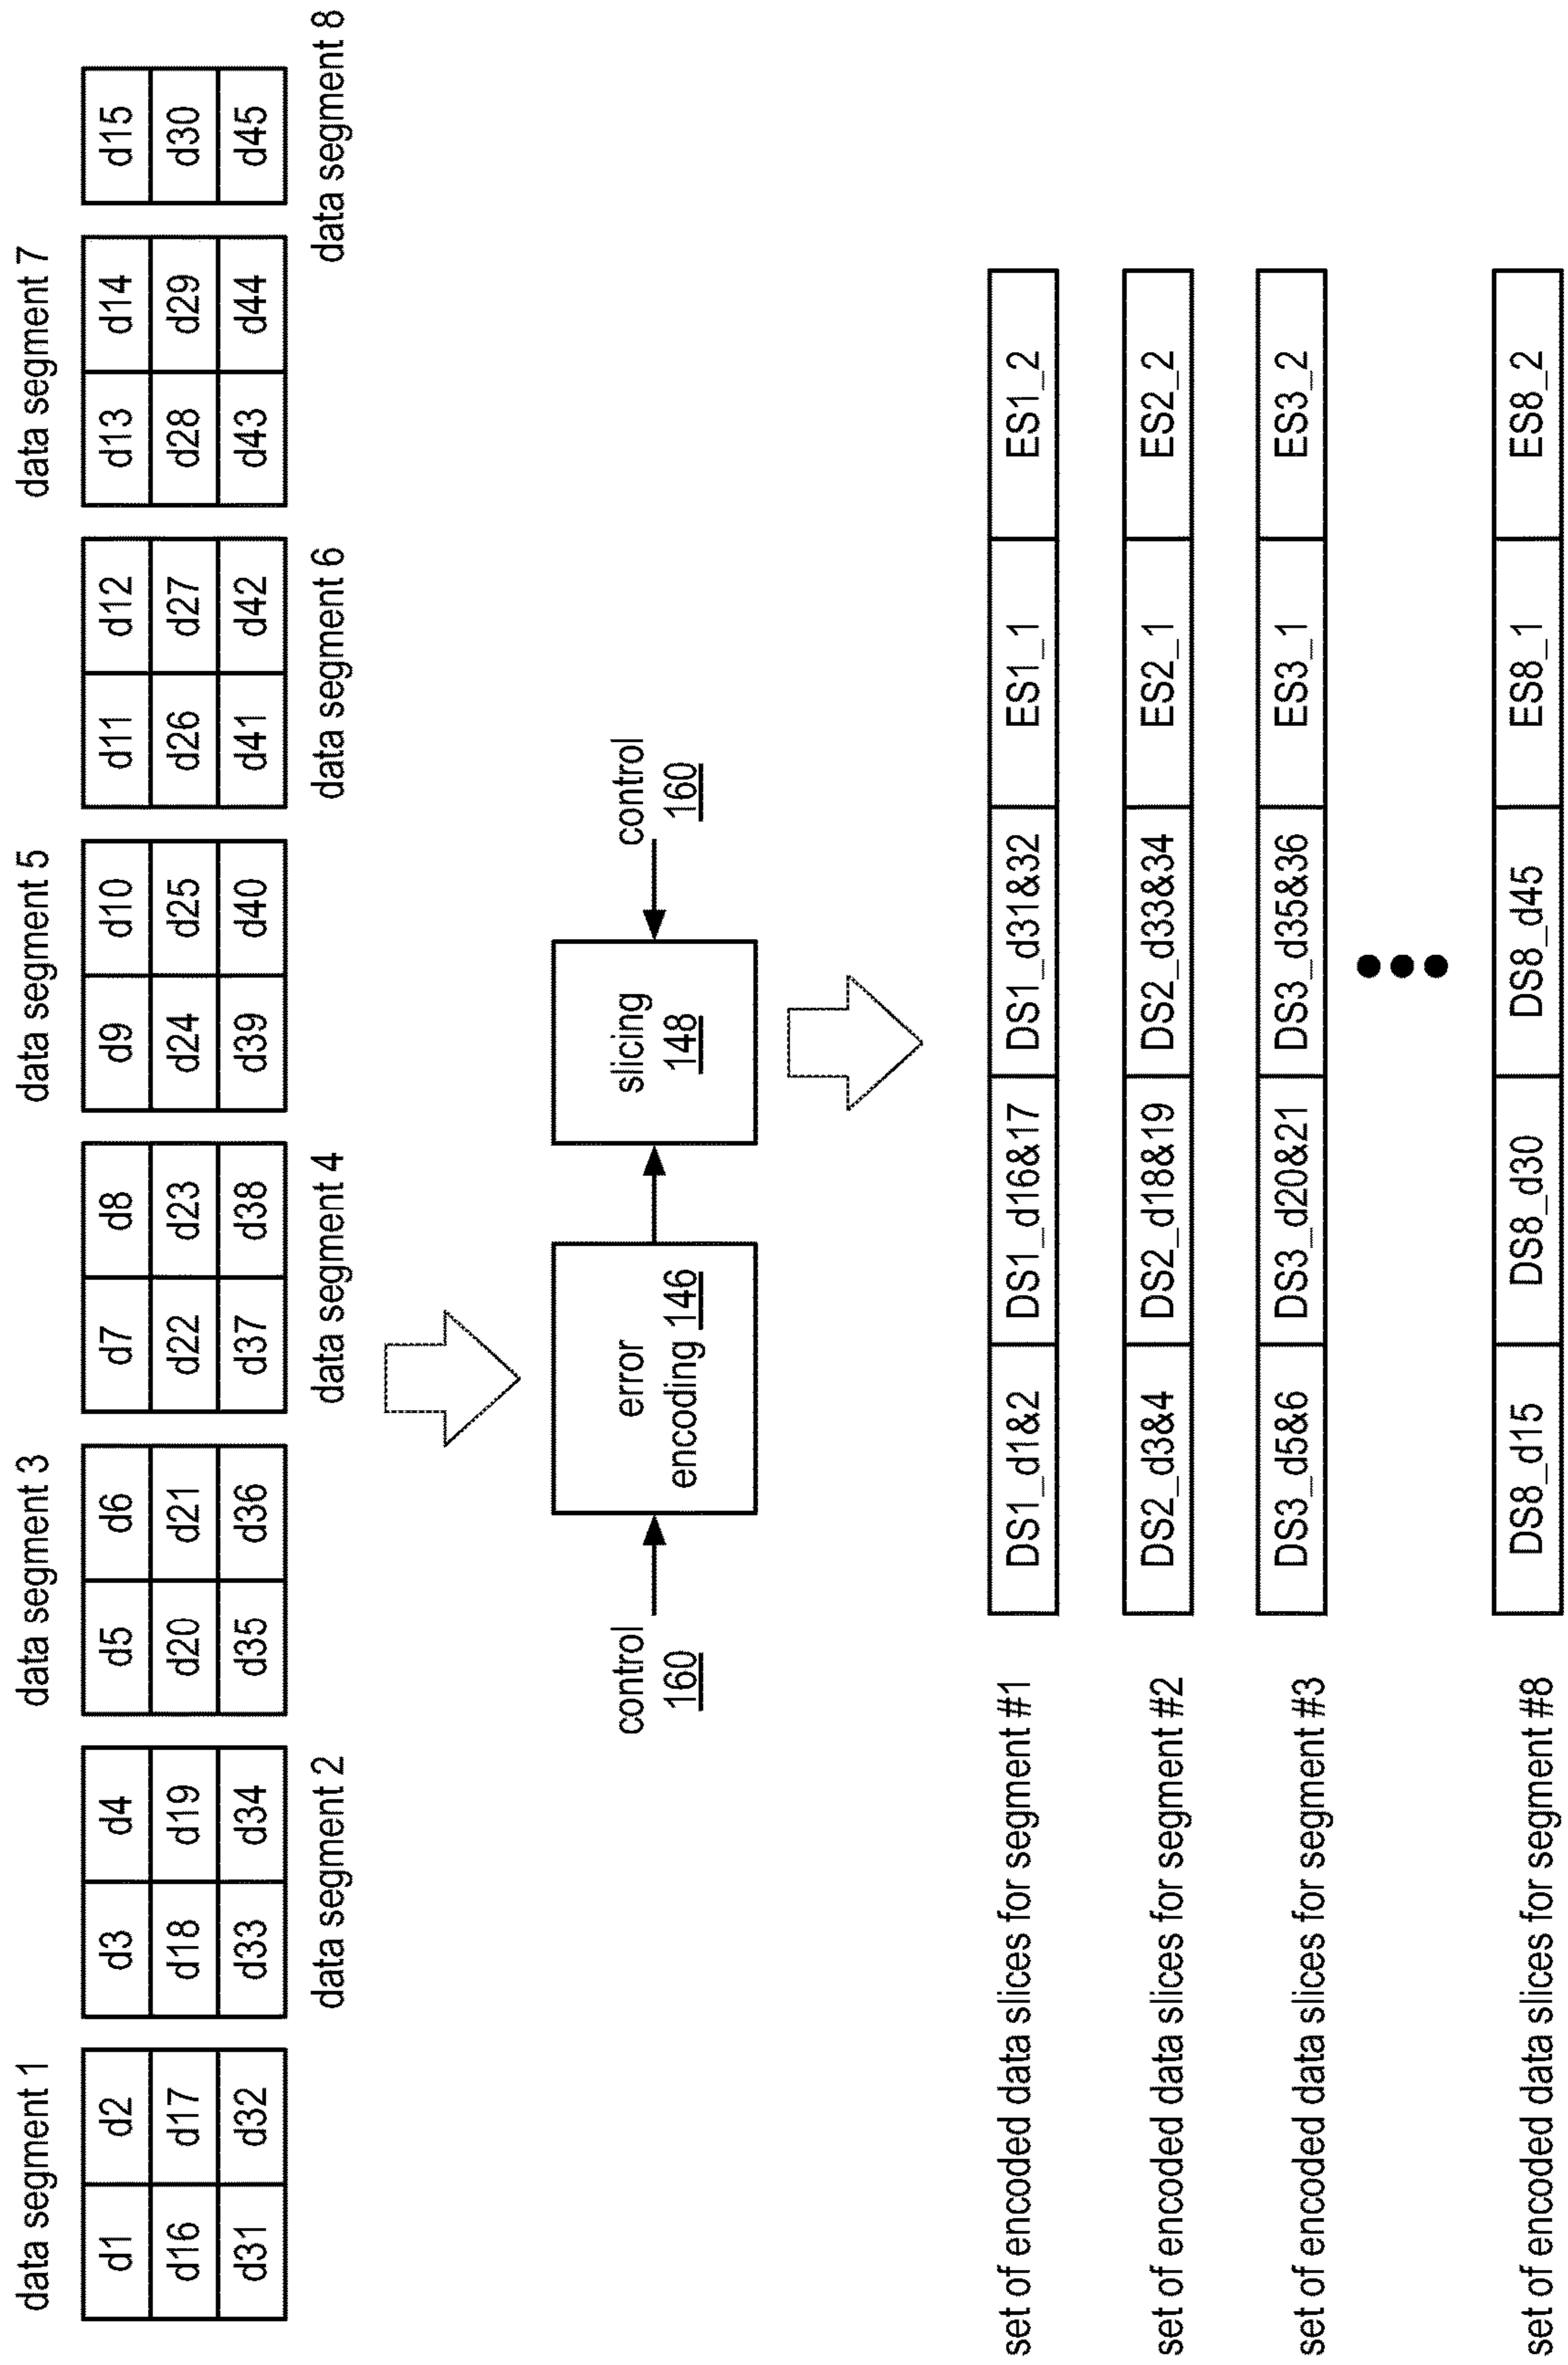 data segment 1
data segment 3
data segment 5
data segment 7
d1 d2 d3 d4 d5 d6 d7 d8 d9 d10 d11 d12 d13 d14 d15
d16 d17 d18 d19 d20 d21 d22 d23 d24 d25 d26 d27 d28 d29 d30
d31 d32 d33 d34 d35 d36 d37 d38 d39 d40 d41 d42 d43 d44 d45
data segment 2
data segment 4
data segment 6
data segment 8
control
160
error
encoding 146
slicing
148
control
160
set of encoded data slices for segment #1 DS1_d1&2 DS1_d16&17 DS1_d31&32 ES1_1 ES1_2
set of encoded data slices for segment #2 DS2_d3&4 DS2_d18&19 DS2_d33&34 ES2_1 ES2_2
set of encoded data slices for segment #3 DS3_d5&6 DS3_d20&21 DS3_d35&36 ES3_1 ES3_2
set of encoded data slices for segment #8 DS8_d15 DS8_d30 DS8_d45 ES8_1 ES8_2